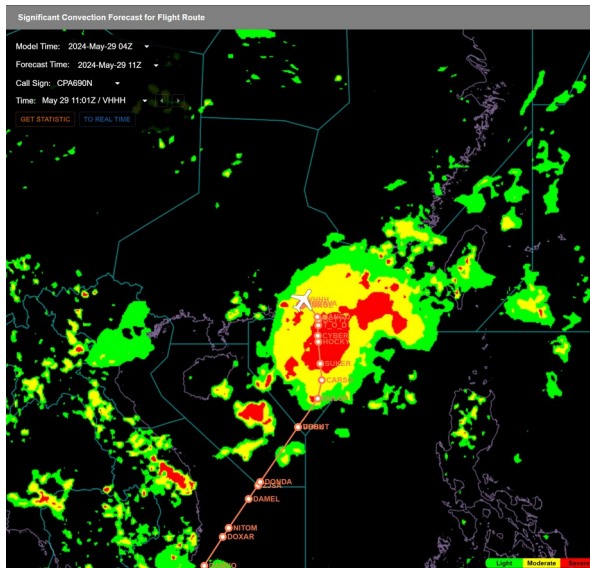 Significant Convection Forecast for Flight Route
Model Time: 2024-May-29 04Z
Forecast Time: 2024-May-29 11Z
Call Sign: CPA690N
Time: May 29 11:01Z / VHHH
GET STATISTIC TO REAL TIME
CYBER
HOCKY
SUKER
CARSO
DONDA
DAMEL
NITOM
DOXAR
Light Moderate Severe